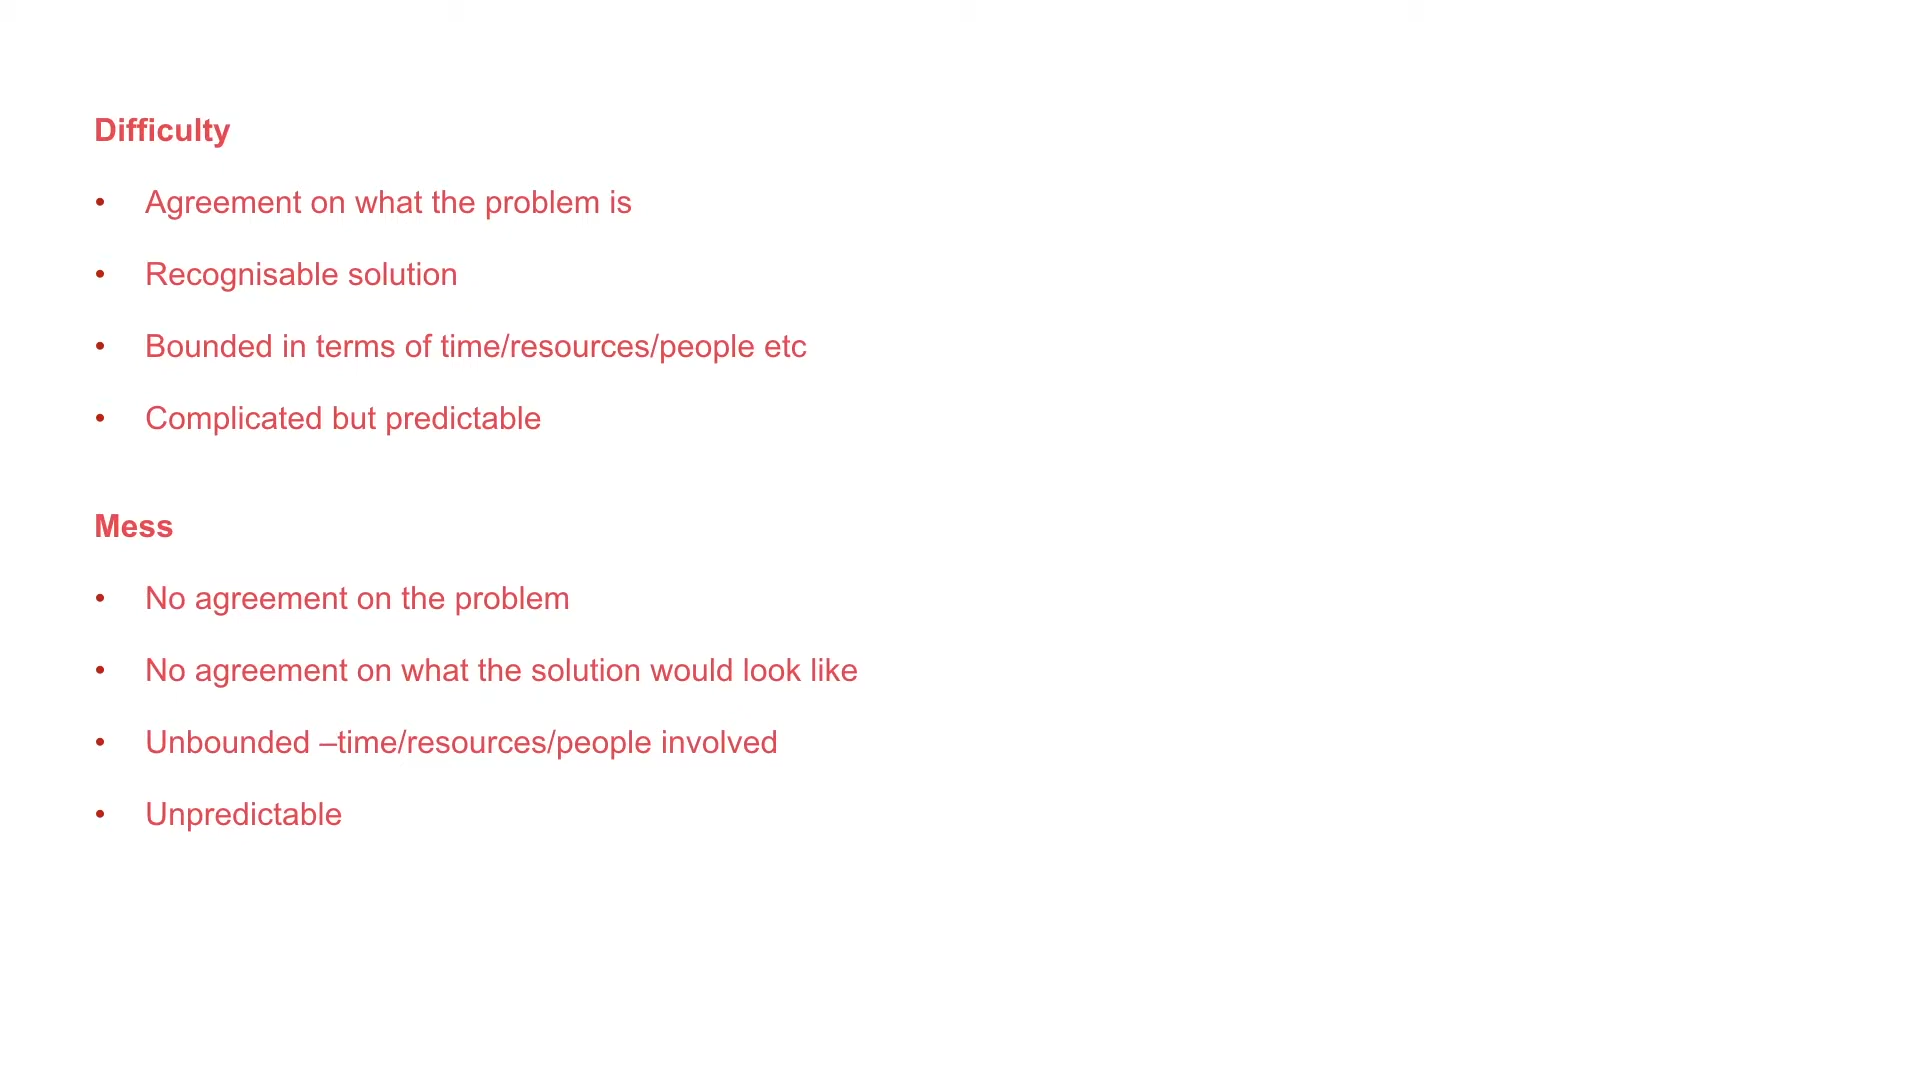 Difficulty
• Agreement on what the problem is
• Recognisable solution
• Bounded in terms of time/resources/people etc
• Complicated but predictable
Mess
• No agreement on the problem
• No agreement on what the solution would look like
• Unbounded –time/resources/people involved
• Unpredictable